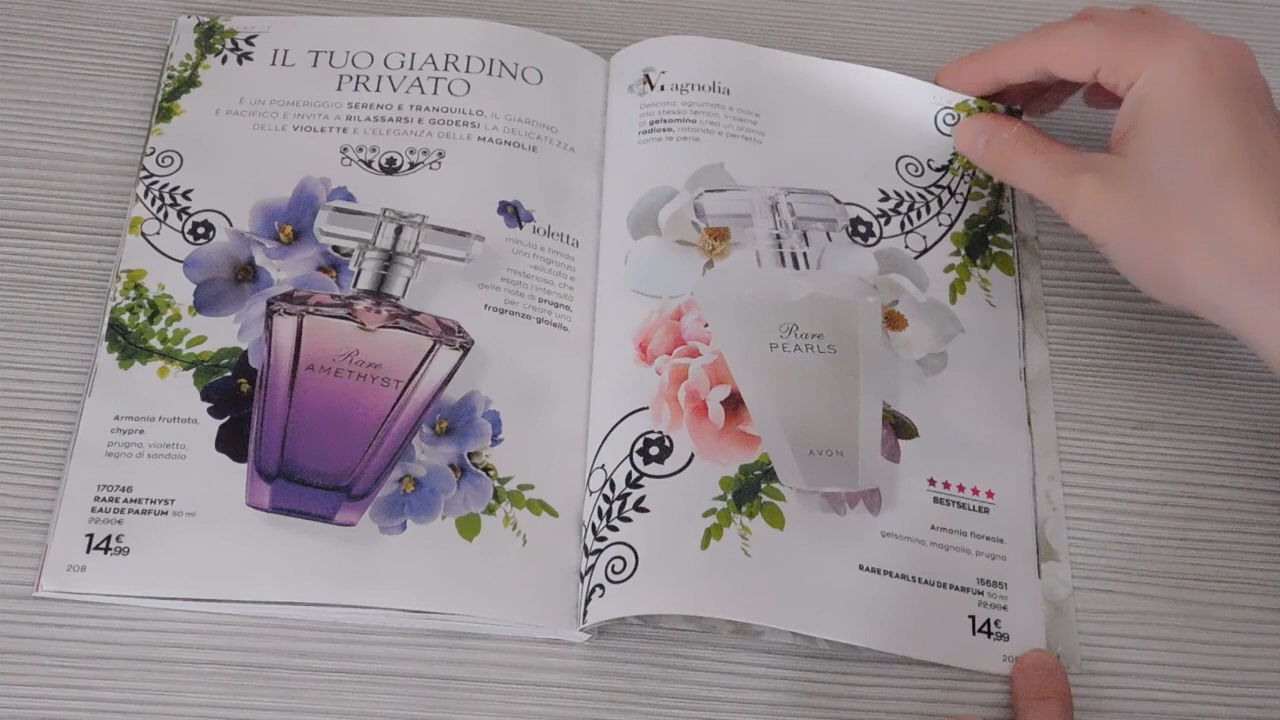 IL TUO GIARDINO
PRIVATO
È UN POMERIGGIO SERENO E TRANQUILLO, IL GIARDINO
È PACIFICO E INVITA A RILASSARSI E GODERSI LA DELICATEZZA
DELLE VIOLETTE E L'ELEGANZA DELLE MAGNOLIE
Violetta
minuta e timida.
Una fragranza
vellutata e
misteriosa, che
esalta l'intensità
delle note di prugna,
per creare una
fragranza-gioiello.
Rare
AMETHYST
Armonia fruttata,
chypre.
prugna, violetta,
legno di sandalo
170746
RARE AMETHYST
EAU DE PARFUM 50 ml
22,00€
14,99€
208
Magnolia
Delicata, agrumata e dolce
allo stesso tempo, insieme
al gelsomino crea un aroma
radioso, rotondo e perfetto
come le perle.
Rare
PEARLS
AVON
BESTSELLER
Armonia floreale.
gelsomino, magnolia, prugna
156851
RARE PEARLS EAU DE PARFUM 50 ml
22,00€
14,99€